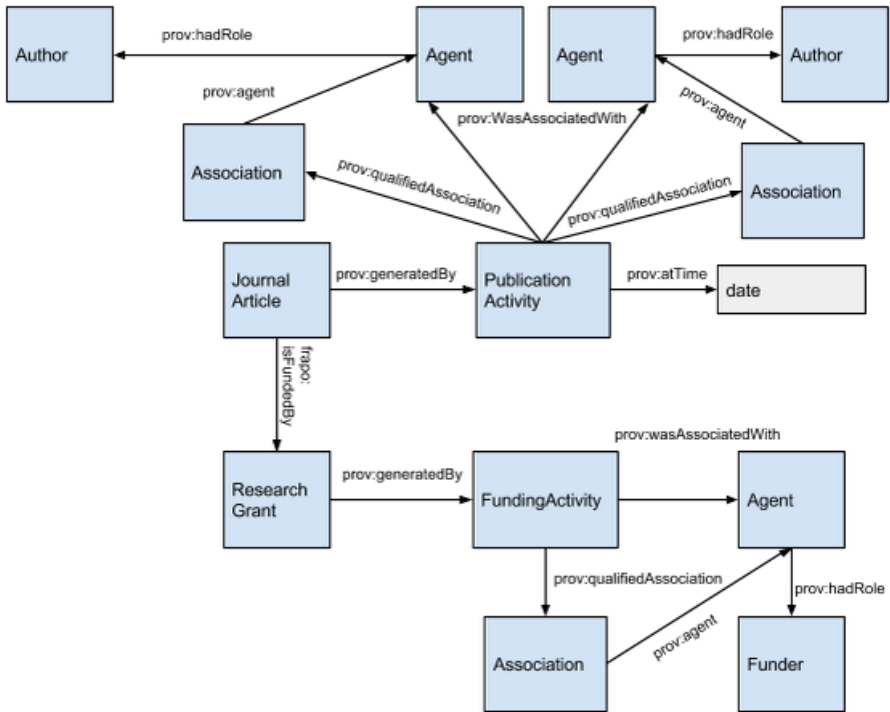 Author
prov:hadRole
Agent
Agent
prov:hadRole
Author
prov:agent
prov:WasAssociatedWith
prov:agent
Association
prov:qualifiedAssociation
prov:qualifiedAssociation
Association
Journal
Article
prov:generatedBy
Publication
Activity
prov:atTime
date
frapo:
isFundedBy
prov:wasAssociatedWith
Research
Grant
prov:generatedBy
FundingActivity
Agent
prov:qualifiedAssociation
prov:hadRole
prov:agent
Association
Funder